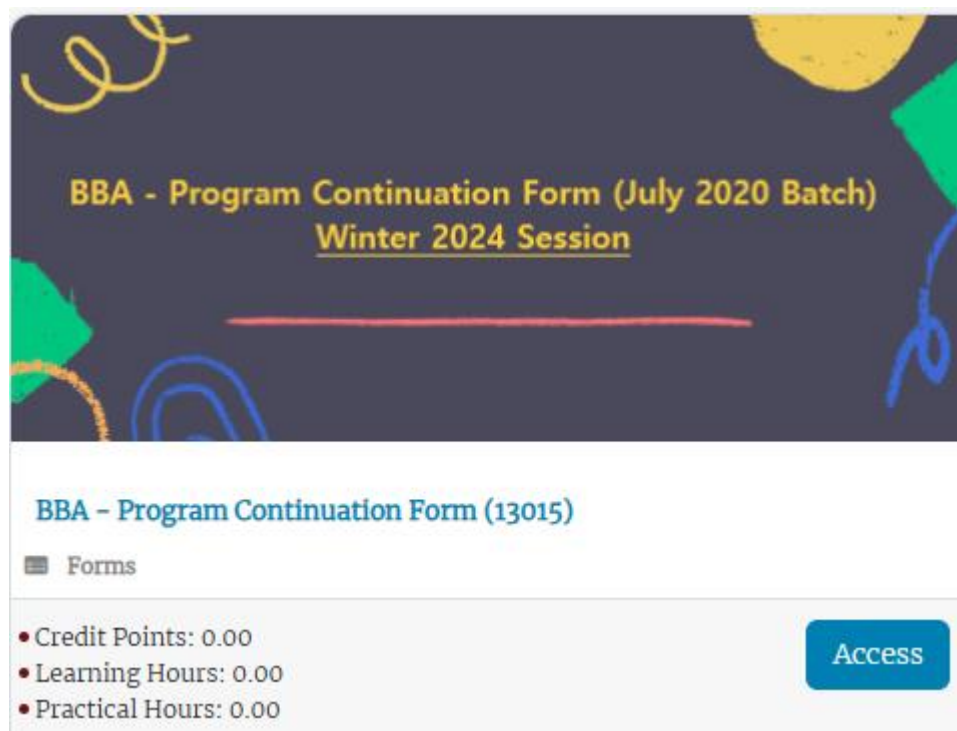 BBA - Program Continuation Form (July 2020 Batch)
Winter 2024 Session
BBA – Program Continuation Form (13015)
Forms
• Credit Points: 0.00
Access
• Learning Hours: 0.00
• Practical Hours: 0.00